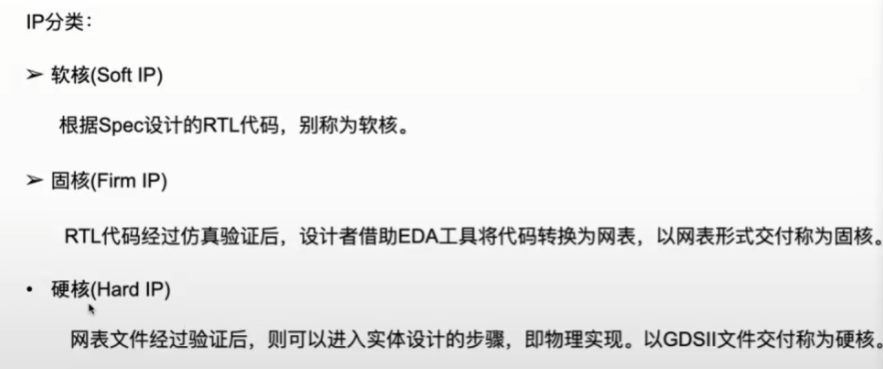 IP分类：
➢ 软核(Soft IP)
根据Spec设计的RTL代码，别称为软核。
➢ 固核(Firm IP)
RTL代码经过仿真验证后，设计者借助EDA工具将代码转换为网表，以网表形式交付称为固核。
• 硬核(Hard IP)
网表文件经过验证后，则可以进入实体设计的步骤，即物理实现。以GDSII文件交付称为硬核。